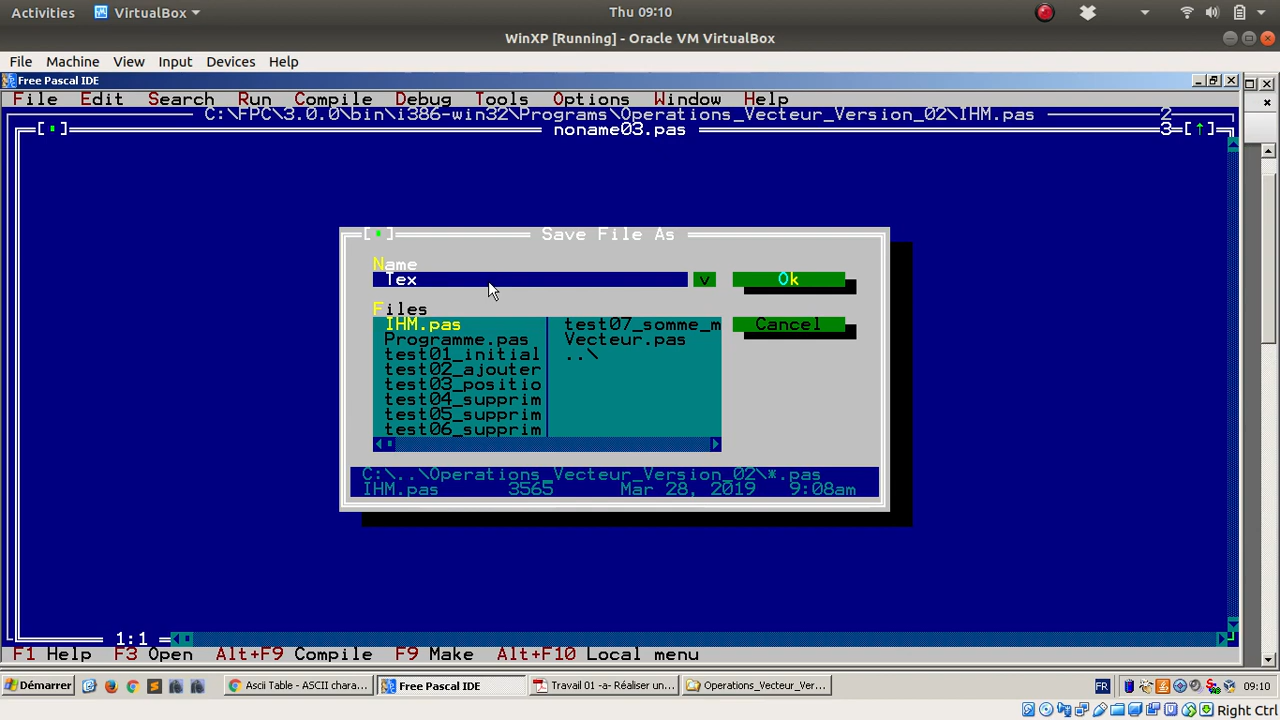 Activities VirtualBox Thu 09:10
WinXP [Running] - Oracle VM VirtualBox
File Machine View Input Devices Help
Free Pascal IDE
File Edit Search Run Compile Debug Tools Options Window Help
C:\FPC\3.0.0\bin\i386-win32\Programs\Operations_Vecteur_Version_02\IHM.pas 2
[■] noname03.pas 3=[↑]
[■] Save File As
Name
Tex v Ok
Files
IHM.pas test07_somme_m Cancel
Programme.pas Vecteur.pas
test01_initial ..\
test02_ajouter
test03_positio
test04_supprim
test05_supprim
test06_supprim
C:\..\Operations_Vecteur_Version_02\*.pas
IHM.pas 3565 Mar 28, 2019 9:08am
1:1
F1 Help F3 Open Alt+F9 Compile F9 Make Alt+F10 Local menu
Démarrer Ascii Table - ASCII chara... Free Pascal IDE Travail 01 -a- Réaliser un... Operations_Vecteur_Ver... FR 09:10
Right Ctrl